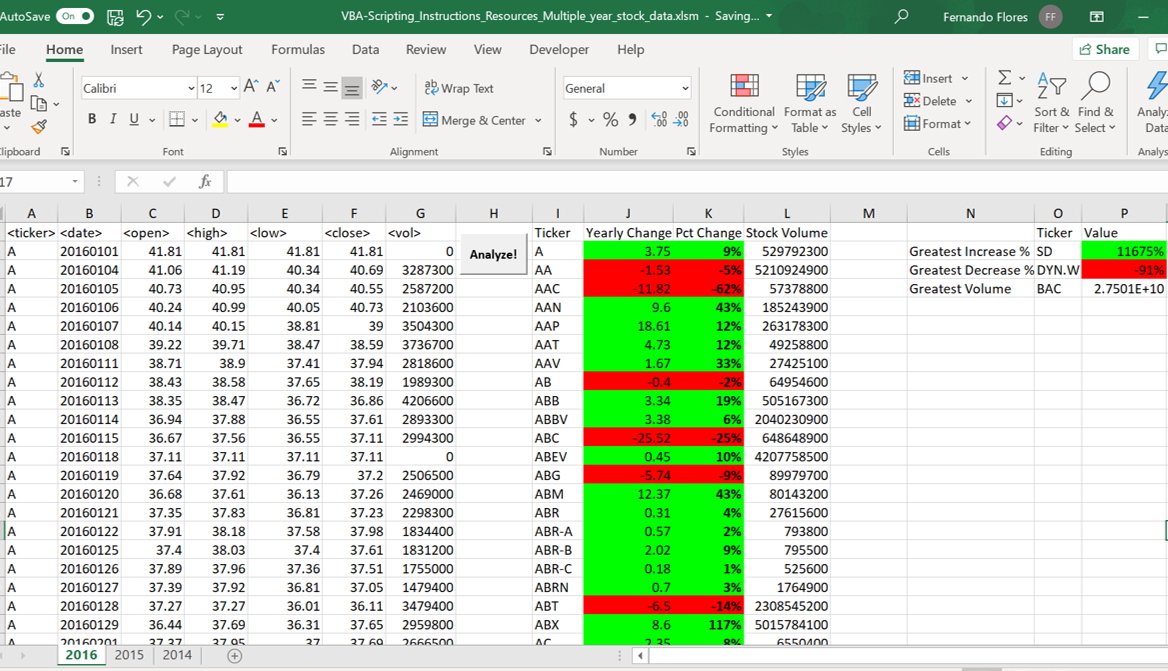 AutoSave On VBA-Scripting_Instructions_Resources_Multiple_year_stock_data.xlsm - Saving... Fernando Flores FF
File Home Insert Page Layout Formulas Data Review View Developer Help Share
Calibri 12 A A ab Wrap Text General Insert Σ
Paste B I U A Merge & Center $ % , Conditional Formatting Format as Table Cell Styles Delete Sort & Filter Find & Select Analyze Data
Format
Clipboard Font Alignment Number Styles Cells Editing Analysis
17 fx
A B C D E F G H I J K L M N O P
<ticker> <date> <open> <high> <low> <close> <vol> Ticker Yearly Change Pct Change Stock Volume Ticker Value
A 20160101 41.81 41.81 41.81 41.81 0 Analyze! A 3.75 9% 529792300 Greatest Increase % SD 11675%
A 20160104 41.06 41.19 40.34 40.69 3287300 AA -1.53 -5% 5210924900 Greatest Decrease % DYN.W -91%
A 20160105 40.73 40.95 40.34 40.55 2587200 AAC -11.82 -62% 57378800 Greatest Volume BAC 2.7501E+10
A 20160106 40.24 40.99 40.05 40.73 2103600 AAN 9.6 43% 185243900
A 20160107 40.14 40.15 38.81 39 3504300 AAP 18.61 12% 263178300
A 20160108 39.22 39.71 38.47 38.59 3736700 AAT 4.73 12% 49258800
A 20160111 38.71 38.9 37.41 37.94 2818600 AAV 1.67 33% 27425100
A 20160112 38.43 38.58 37.65 38.19 1989300 AB -0.4 -2% 64954600
A 20160113 38.35 38.47 36.72 36.86 4206600 ABB 3.34 19% 505167300
A 20160114 36.94 37.88 36.55 37.61 2893300 ABBV 3.38 6% 2040230900
A 20160115 36.67 37.56 36.55 37.11 2994300 ABC -25.52 -25% 648648900
A 20160118 37.11 37.11 37.11 37.11 0 ABEV 0.45 10% 4207758500
A 20160119 37.64 37.92 36.79 37.2 2506500 ABG -5.74 -9% 89979700
A 20160120 36.68 37.61 36.13 37.26 2469000 ABM 12.37 43% 80143200
A 20160121 37.35 37.83 36.81 37.23 2298300 ABR 0.31 4% 27615600
A 20160122 37.91 38.18 37.58 37.98 1834400 ABR-A 0.57 2% 793800
A 20160125 37.4 38.03 37.4 37.61 1831200 ABR-B 2.02 9% 795500
A 20160126 37.89 37.96 37.36 37.51 1755000 ABR-C 0.18 1% 525600
A 20160127 37.39 37.92 36.81 37.05 1479400 ABRN 0.7 3% 1764900
A 20160128 37.27 37.27 36.01 36.11 3479400 ABT -6.5 -14% 2308545200
A 20160129 36.44 37.69 36.31 37.65 2959800 ABX 8.6 117% 5015784100
A 20160201 37.37 37.95 37 37.69 2666500 AC 2.35 8% 6550400
2016 2015 2014